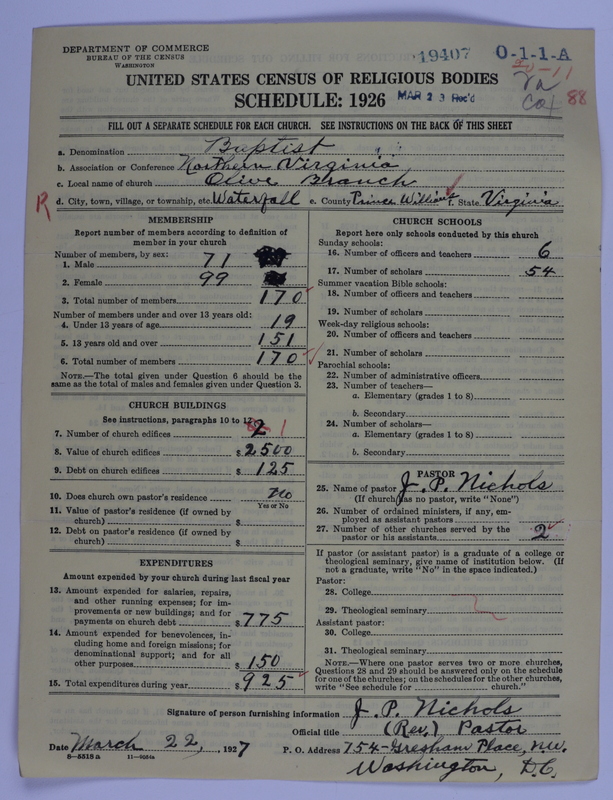 DEPARTMENT OF COMMERCE
BUREAU OF THE CENSUS
WASHINGTON
19407 0-1-1-A
MAR 23 Rec'd
Va
88
UNITED STATES CENSUS OF RELIGIOUS BODIES
SCHEDULE: 1926
FILL OUT A SEPARATE SCHEDULE FOR EACH CHURCH. SEE INSTRUCTIONS ON THE BACK OF THIS SHEET
a. Denomination Baptist
b. Association or Conference Northern Virginia
c. Local name of church Olive Branch
R d. City, town, village, or township, etc. Waterfall e. County Prince William f. State Virginia
MEMBERSHIP
Report number of members according to definition of
member in your church
Number of members, by sex:
1. Male 71
2. Female 99
3. Total number of members 170
Number of members under and over 13 years old:
4. Under 13 years of age 19
5. 13 years old and over 151
6. Total number of members 170
NOTE.—The total given under Question 6 should be the
same as the total of males and females given under Question 3.
CHURCH BUILDINGS
See instructions, paragraphs 10 to 12
7. Number of church edifices 2 1
8. Value of church edifices $ 2500
9. Debt on church edifices $ 125
10. Does church own pastor's residence no
Yes or No
11. Value of pastor's residence (if owned by
church) $
12. Debt on pastor's residence (if owned by
church) $
EXPENDITURES
Amount expended by your church during last fiscal year
13. Amount expended for salaries, repairs,
and other running expenses; for im-
provements or new buildings; and for
payments on church debt $ 775
14. Amount expended for benevolences, in-
cluding home and foreign missions; for
denominational support; and for all
other purposes $ 150
15. Total expenditures during year $ 925
CHURCH SCHOOLS
Report here only schools conducted by this church
Sunday schools:
16. Number of officers and teachers 6
17. Number of scholars 54
Summer vacation Bible schools:
18. Number of officers and teachers
19. Number of scholars
Week-day religious schools:
20. Number of officers and teachers
21. Number of scholars
Parochial schools:
22. Number of administrative officers
23. Number of teachers—
a. Elementary (grades 1 to 8)
b. Secondary
24. Number of scholars—
a. Elementary (grades 1 to 8)
b. Secondary
PASTOR
25. Name of pastor J. P. Nichols
(If church has no pastor, write "None")
26. Number of ordained ministers, if any, em-
ployed as assistant pastors
27. Number of other churches served by the
pastor or his assistants 2
If pastor (or assistant pastor) is a graduate of a college or
theological seminary, give name of institution below. (If
not a graduate, write "No" in the space indicated.)
Pastor:
28. College
29. Theological seminary
Assistant pastor:
30. College
31. Theological seminary
NOTE.—Where one pastor serves two or more churches,
Questions 28 and 29 should be answered only on the schedule
for one of the churches; on the schedules for the other churches,
write "See schedule for church."
Signature of person furnishing information J. P. Nichols
Official title (Rev.) Pastor
Date March 22, 1927 P. O. Address 754-Gresham Place, N.W.
8-5518 a Washington, D.C.